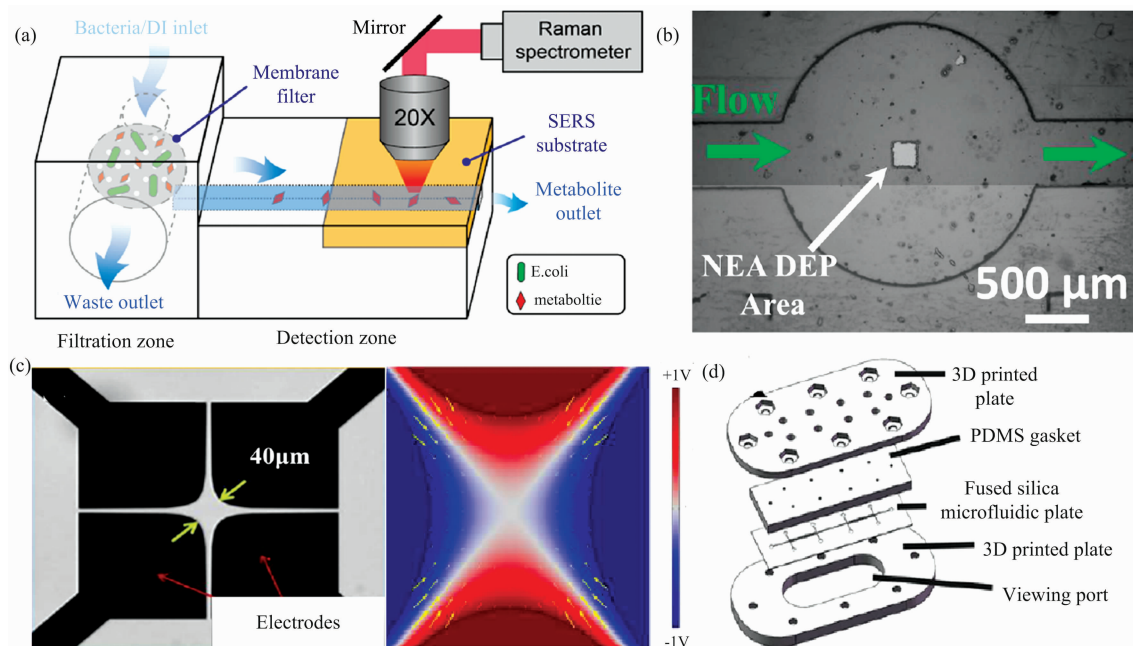 (a)
Bacteria/DI inlet
Mirror
Raman
spectrometer
Membrane
filter
20X
SERS
substrate
Metabolite
outlet
E.coli
metaboltie
Waste outlet
Filtration zone
Detection zone
(b)
Flow
NEA DEP
Area
500 μm
(c)
40μm
Electrodes
+1V
-1V
(d)
3D printed
plate
PDMS gasket
Fused silica
microfluidic plate
3D printed plate
Viewing port